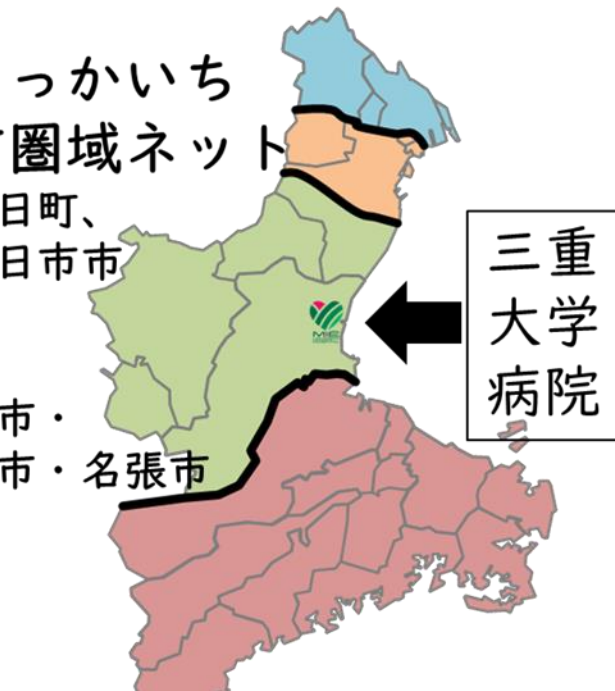 っかいち
圏域ネット
日町、
日市市
三重
大学
病院
市・
市・名張市